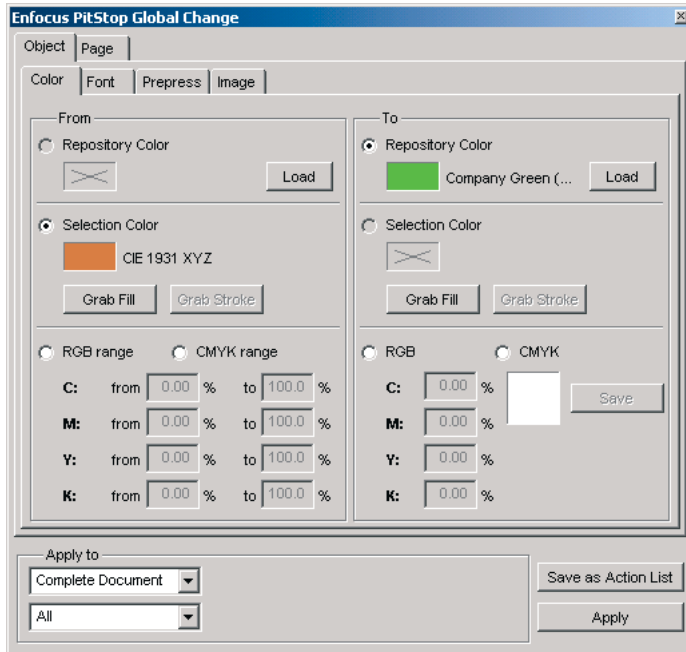 Enfocus PitStop Global Change
Object Page
Color Font Prepress Image
From
Repository Color
Load
Selection Color
CIE 1931 XYZ
Grab Fill Grab Stroke
RGB range CMYK range
C: from 0.00 % to 100.0 %
M: from 0.00 % to 100.0 %
Y: from 0.00 % to 100.0 %
K: from 0.00 % to 100.0 %
To
Repository Color
Company Green (... Load
Selection Color
Grab Fill Grab Stroke
RGB CMYK
C: 0.00 %
M: 0.00 %
Y: 0.00 %
K: 0.00 %
Save
Apply to
Complete Document
All
Save as Action List
Apply